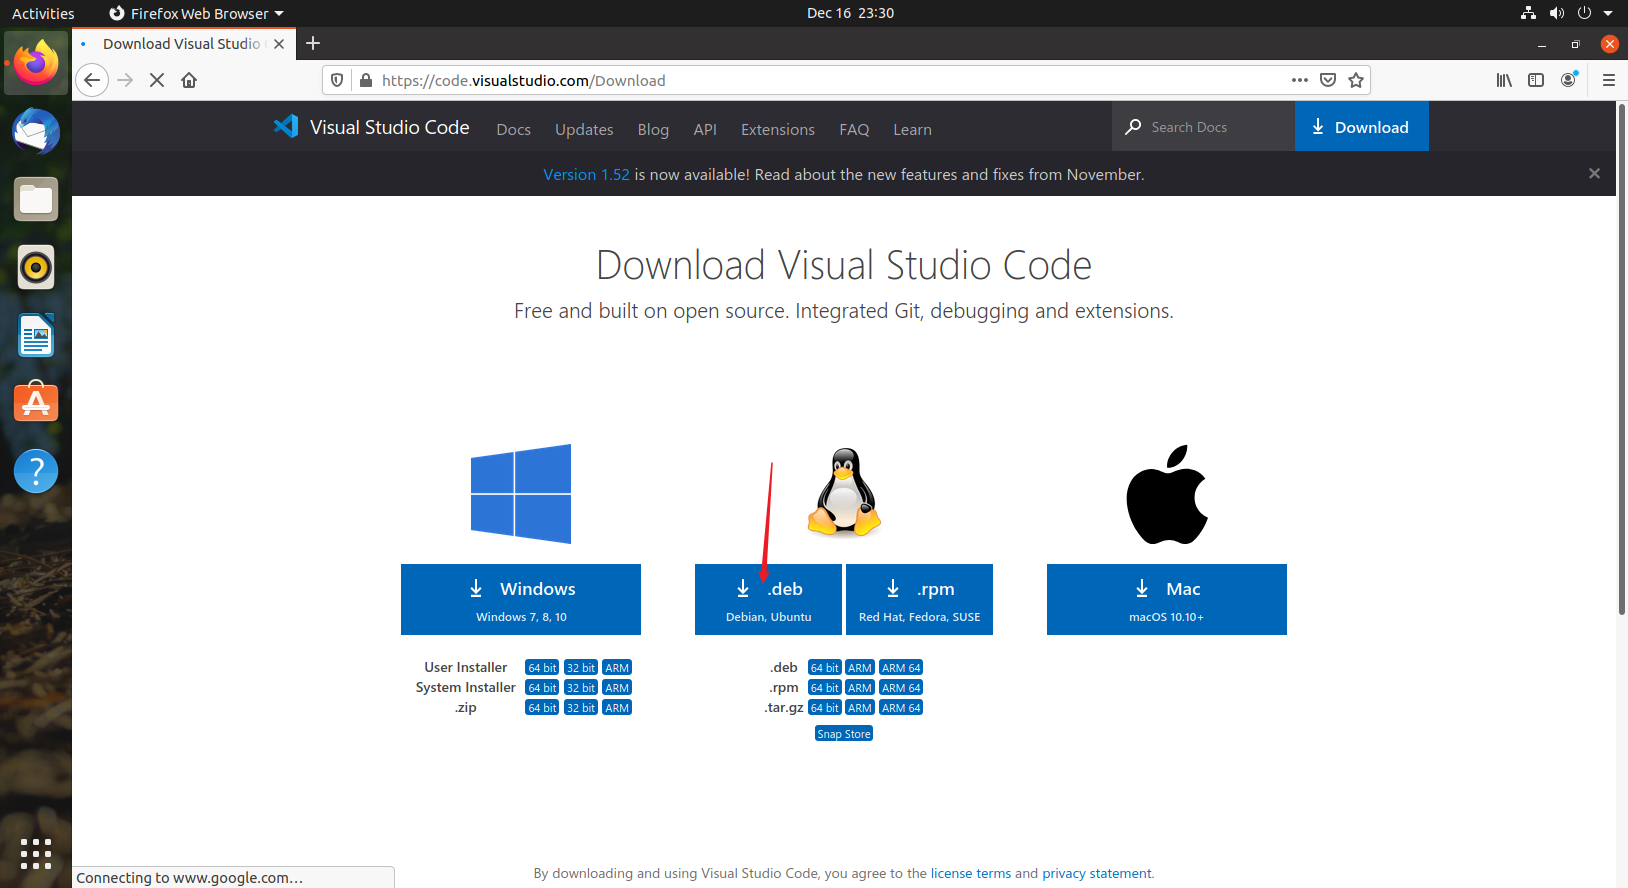 Activities
Firefox Web Browser
Dec 16 23:30
Download Visual Studio
https://code.visualstudio.com/Download
Visual Studio Code
Docs
Updates
Blog
API
Extensions
FAQ
Learn
Search Docs
Download
Version 1.52 is now available! Read about the new features and fixes from November.
Download Visual Studio Code
Free and built on open source. Integrated Git, debugging and extensions.
Windows
Windows 7, 8, 10
.deb
Debian, Ubuntu
.rpm
Red Hat, Fedora, SUSE
Mac
macOS 10.10+
User Installer 64 bit 32 bit ARM
System Installer 64 bit 32 bit ARM
.zip 64 bit 32 bit ARM
.deb 64 bit ARM ARM 64
.rpm 64 bit ARM ARM 64
.tar.gz 64 bit ARM ARM 64
Snap Store
By downloading and using Visual Studio Code, you agree to the license terms and privacy statement.
Connecting to www.google.com…